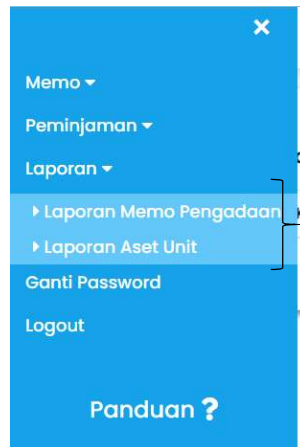 Memo
Peminjaman
Laporan
Laporan Memo Pengadaan
Laporan Aset Unit
Ganti Password
Logout
Panduan ?